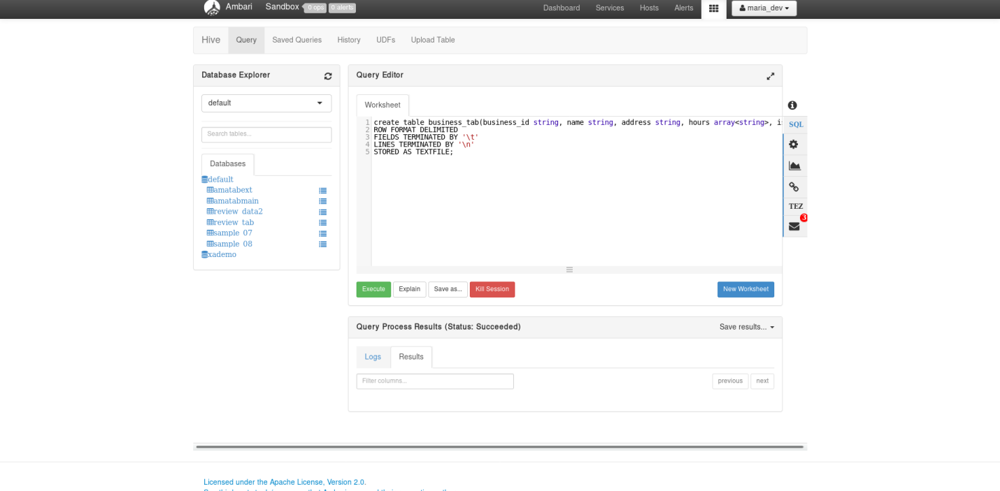 Ambari Sandbox 0 ops 0 alerts Dashboard Services Hosts Alerts maria_dev
Hive Query Saved Queries History UDFs Upload Table
Database Explorer
default
Search tables...
Databases
default
amatabext
amatabmain
review_data2
review_tab
sample_07
sample_08
xademo
Query Editor
Worksheet
1 create table business_tab(business_id string, name string, address string, hours array<string>, i
2 ROW FORMAT DELIMITED
3 FIELDS TERMINATED BY '\t'
4 LINES TERMINATED BY '\n'
5 STORED AS TEXTFILE;
SQL
TEZ
3
Execute Explain Save as... Kill Session New Worksheet
Query Process Results (Status: Succeeded) Save results...
Logs Results
Filter columns... previous next
Licensed under the Apache License, Version 2.0.